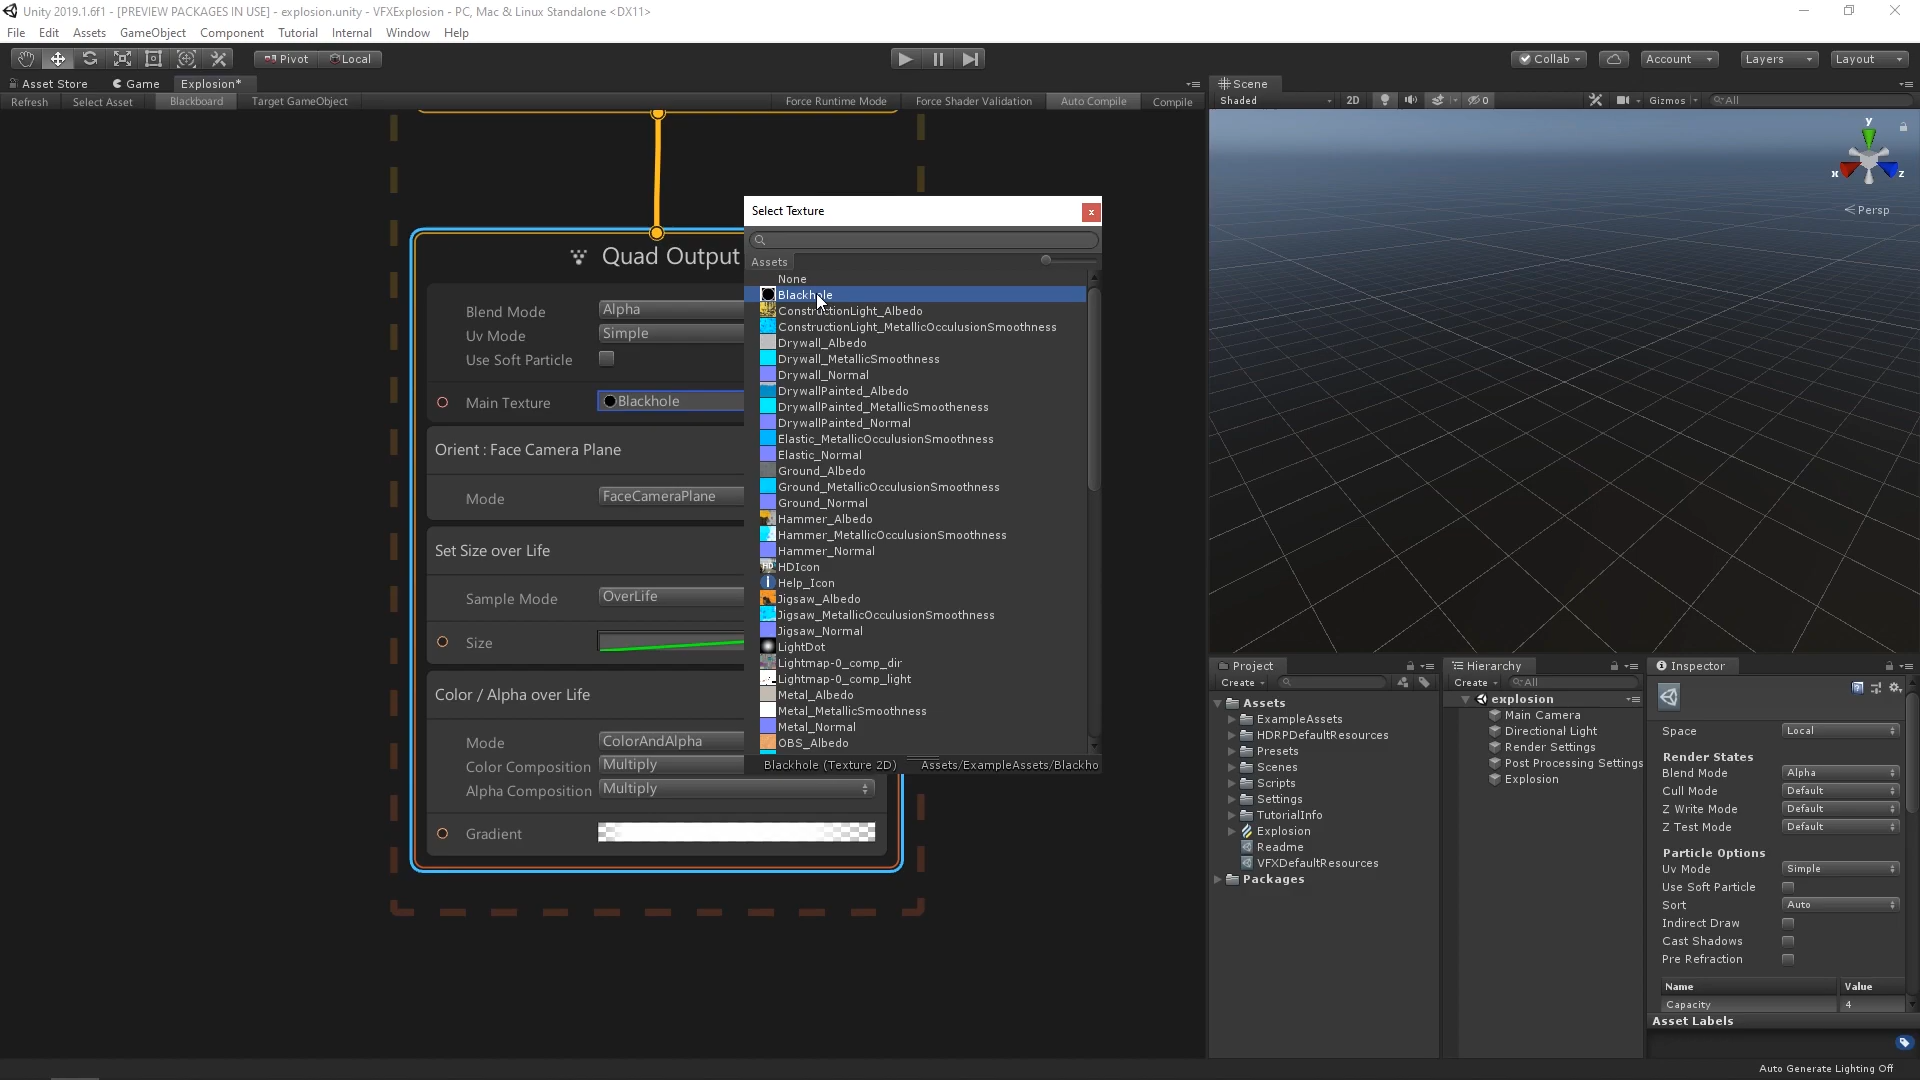 Unity 2019.1.6f1 - [PREVIEW PACKAGES IN USE] - explosion.unity - VFXExplosion - PC, Mac & Linux Standalone <DX11>
File Edit Assets GameObject Component Tutorial Internal Window Help
Pivot Local Collab Account Layers Layout
Asset Store Game Explosion*
Refresh Select Asset Blackboard Target GameObject Force Runtime Mode Force Shader Validation Auto Compile Compile
Quad Output
Blend Mode Alpha
Uv Mode Simple
Use Soft Particle
Main Texture Blackhole
Orient : Face Camera Plane
Mode FaceCameraPlane
Set Size over Life
Sample Mode OverLife
Size
Color / Alpha over Life
Mode ColorAndAlpha
Color Composition Multiply
Alpha Composition Multiply
Gradient
Select Texture
x
Assets
None
Blackhole
ConstructionLight_Albedo
ConstructionLight_MetallicOcculusionSmoothness
Drywall_Albedo
Drywall_MetallicSmoothness
Drywall_Normal
DrywallPainted_Albedo
DrywallPainted_MetallicSmootheness
DrywallPainted_Normal
Elastic_MetallicOcculusionSmoothness
Elastic_Normal
Ground_Albedo
Ground_MetallicOcculusionSmoothness
Ground_Normal
Hammer_Albedo
Hammer_MetallicOcculusionSmoothness
Hammer_Normal
HDIcon
Help_Icon
Jigsaw_Albedo
Jigsaw_MetallicOcculusionSmoothness
Jigsaw_Normal
LightDot
Lightmap-0_comp_dir
Lightmap-0_comp_light
Metal_Albedo
Metal_MetallicSmoothness
Metal_Normal
OBS_Albedo
Blackhole (Texture 2D) Assets/ExampleAssets/Blackho
Scene
Shaded 2D 0 Gizmos All
y
x z
Persp
Project
Create
Assets
ExampleAssets
HDRPDefaultResources
Presets
Scenes
Scripts
Settings
TutorialInfo
Explosion
Readme
VFXDefaultResources
Packages
Hierarchy
Create All
explosion
Main Camera
Directional Light
Render Settings
Post Processing Settings
Explosion
Inspector
Space Local
Render States
Blend Mode Alpha
Cull Mode Default
Z Write Mode Default
Z Test Mode Default
Particle Options
Uv Mode Simple
Use Soft Particle
Sort Auto
Indirect Draw
Cast Shadows
Pre Refraction
Name Value
Capacity 4
Asset Labels
Auto Generate Lighting Off